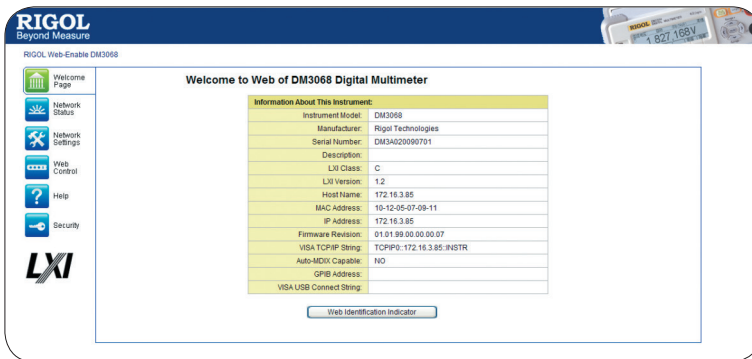 RIGOL
Beyond Measure
RIGOL
1.827,168V
RIGOL Web-Enable DM3068
Welcome Page
Network Status
Network Settings
Web Control
Help
Security
LXI
Welcome to Web of DM3068 Digital Multimeter
Information About This Instrument:
Instrument Model: DM3068
Manufacturer: Rigol Technologies
Serial Number: DM3A020090701
Description:
LXI Class: C
LXI Version: 1.2
Host Name: 172.16.3.85
MAC Address: 10-12-05-07-09-11
IP Address: 172.16.3.85
Firmware Revision: 01.01.99.00.00.00.07
VISA TCP/IP String: TCPIP0::172.16.3.85::INSTR
Auto-MDIX Capable: NO
GPIB Address:
VISA USB Connect String:
Web Identification Indicator